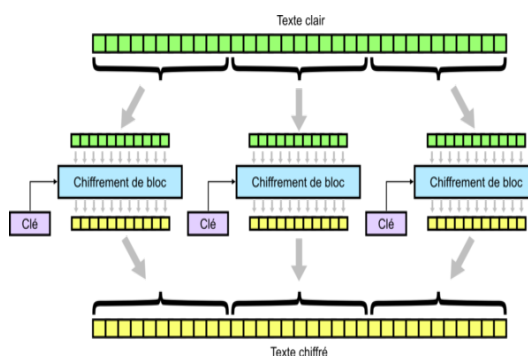 Texte clair
Chiffrement de bloc
Chiffrement de bloc
Chiffrement de bloc
Clé
Clé
Clé
Texte chiffré